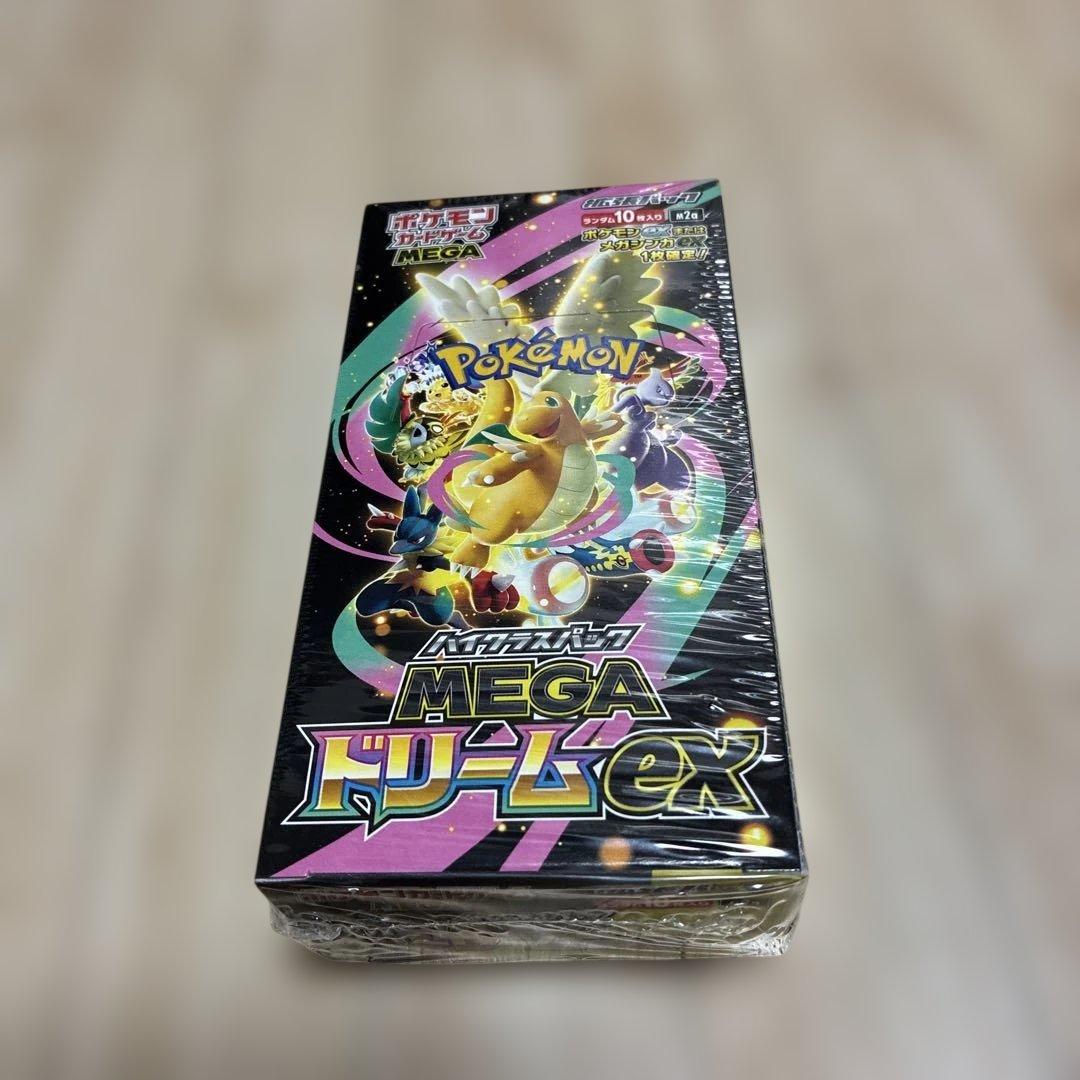 ポケモン
カードゲーム
MEGA
拡張パック
ランダム10枚入り
M2a
ポケモンexまたは
メガシンカex
1枚確定!
POKÉMON
ハイクラスパック
MEGA
ドリームex